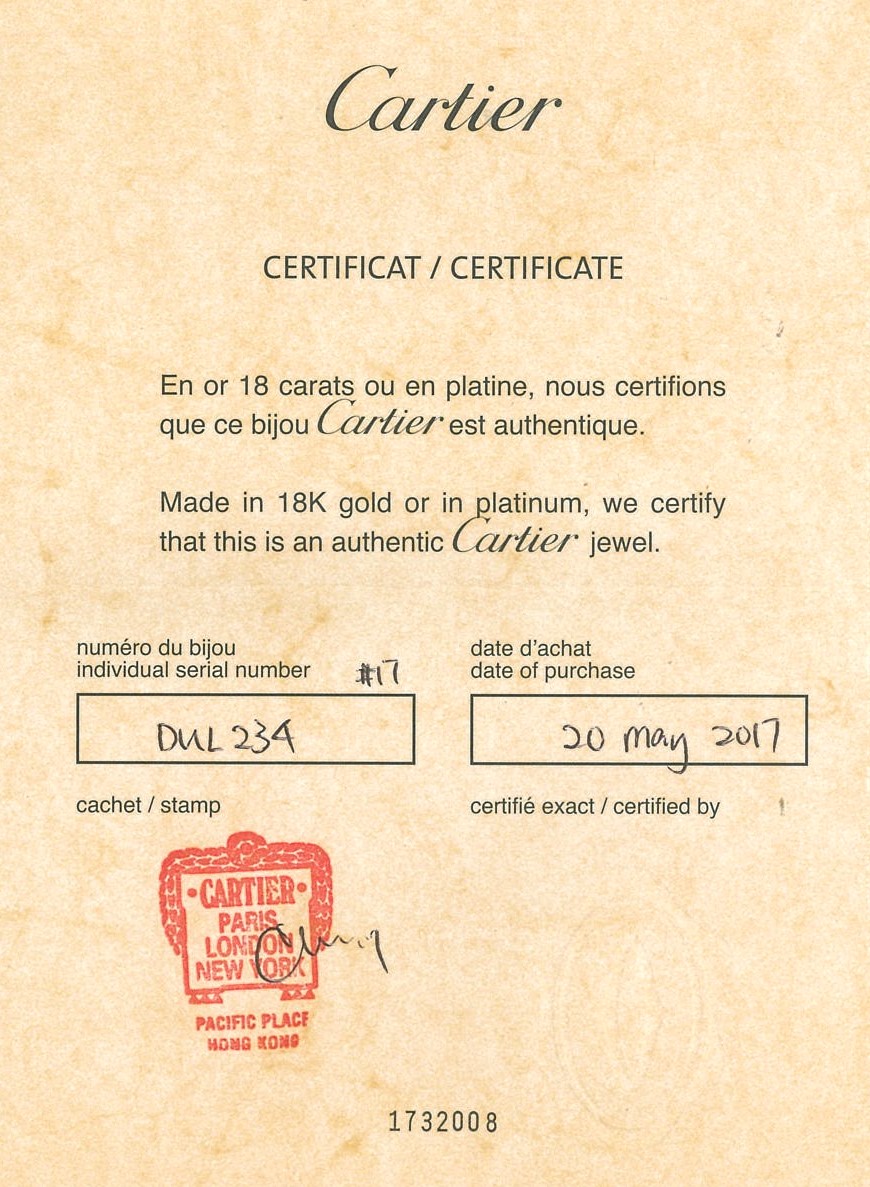 Cartier
CERTIFICAT / CERTIFICATE
En or 18 carats ou en platine, nous certifions
que ce bijou Cartier est authentique.
Made in 18K gold or in platinum, we certify
that this is an authentic Cartier jewel.
numéro du bijou
individual serial number #17
DUL234
date d'achat
date of purchase
20 May 2017
cachet / stamp
certifié exact / certified by
•CARTIER•
PARIS
LONDON
NEW YORK
PACIFIC PLACE
HONG KONG
1732008